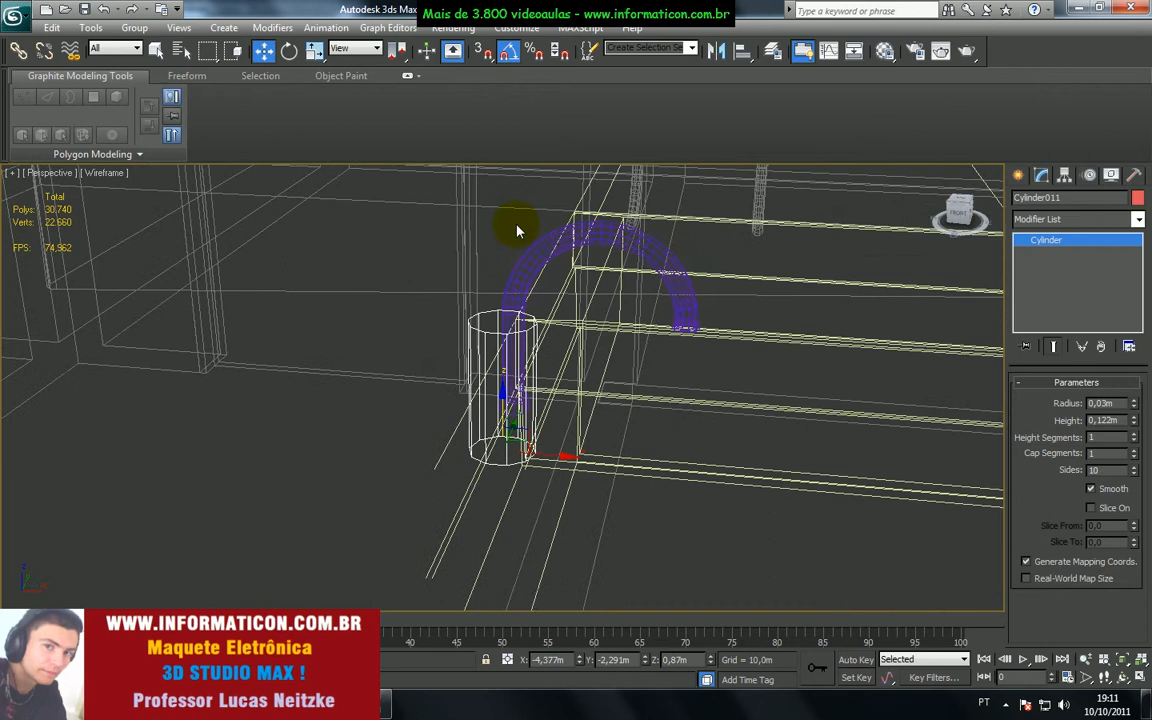 Autodesk 3ds Max
Mais de 3.800 videoaulas - www.informaticon.com.br
Type a keyword or phrase
Edit Tools Group Views Create Modifiers Animation Graph Editors Rendering Customize MAXScript Help
All
View
Create Selection Se
Graphite Modeling Tools Freeform Selection Object Paint
Polygon Modeling
[ + ] [ Perspective ] [ Wireframe ]
Total
Polys: 30,740
Verts: 22,660
FPS: 74,962
FRONT
Cylinder011
Modifier List
Cylinder
Parameters
Radius: 0,03m
Height: 0,122m
Height Segments: 1
Cap Segments: 1
Sides: 10
Smooth
Slice On
Slice From: 0,0
Slice To: 0,0
Generate Mapping Coords.
Real-World Map Size
WWW.INFORMATICON.COM.BR
Maquete Eletrônica
3D STUDIO MAX !
Professor Lucas Neitzke
40 45 50 55 60 65 70 75 80 85 90 95 100
X: -4,377m Y: -2,291m Z: 0,87m Grid = 10,0m
Add Time Tag
Auto Key Selected
Set Key Key Filters...
0
PT
19:11
10/10/2011